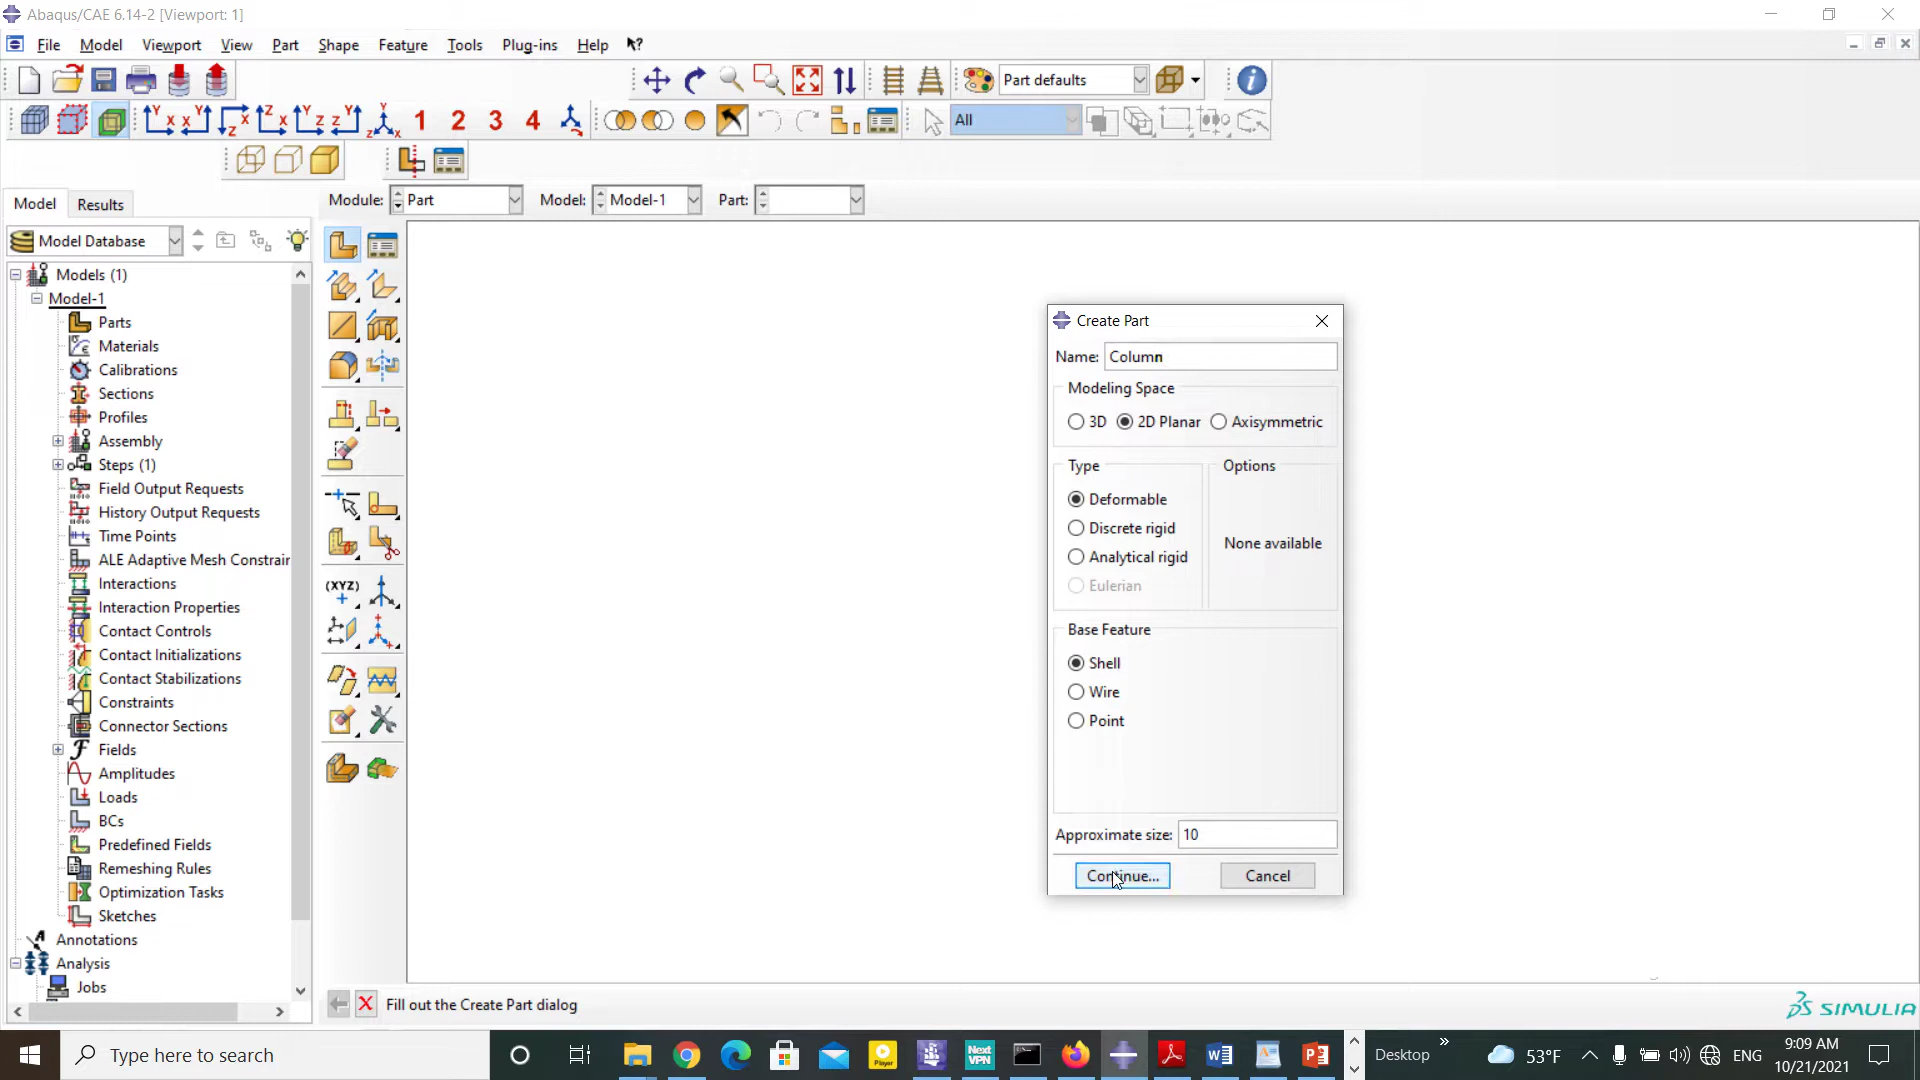 Abaqus/CAE 6.14-2 [Viewport: 1]
File Model Viewport View Part Shape Feature Tools Plug-ins Help
Part defaults
1 2 3 4
All
Model Results
Module: Part Model: Model-1 Part:
Model Database
Models (1)
Model-1
Parts
Materials
Calibrations
Sections
Profiles
Assembly
Steps (1)
Field Output Requests
History Output Requests
Time Points
ALE Adaptive Mesh Constrain
Interactions
Interaction Properties
Contact Controls
Contact Initializations
Contact Stabilizations
Constraints
Connector Sections
Fields
Amplitudes
Loads
BCs
Predefined Fields
Remeshing Rules
Optimization Tasks
Sketches
Annotations
Analysis
Jobs
(XYZ)
Create Part
Name: Column
Modeling Space
3D 2D Planar Axisymmetric
Type
Deformable
Discrete rigid
Analytical rigid
Eulerian
Options
None available
Base Feature
Shell
Wire
Point
Approximate size: 10
Continue... Cancel
Fill out the Create Part dialog
SIMULIA
Type here to search
Player
Next VPN
Desktop
53°F
ENG
9:09 AM
10/21/2021